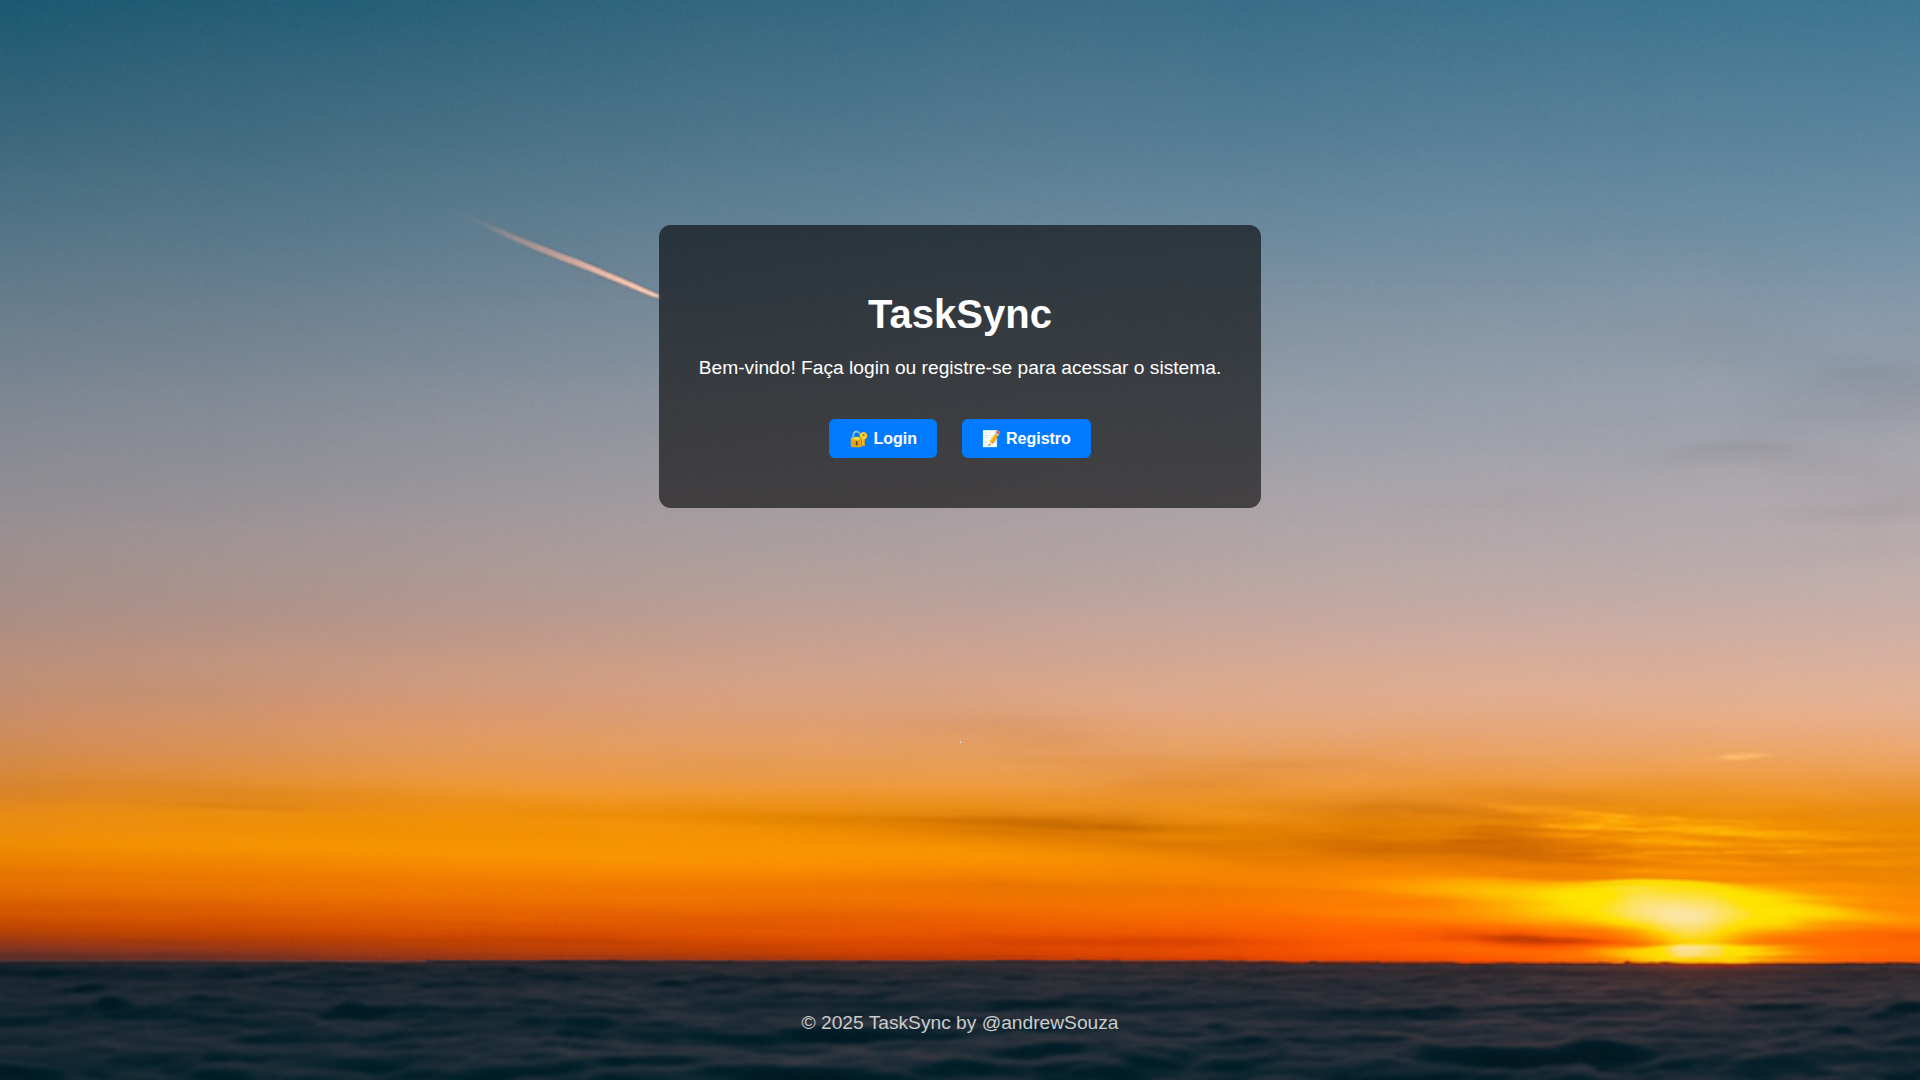 TaskSync
Bem-vindo! Faça login ou registre-se para acessar o sistema.
🔐 Login
📝 Registro
© 2025 TaskSync by @andrewSouza